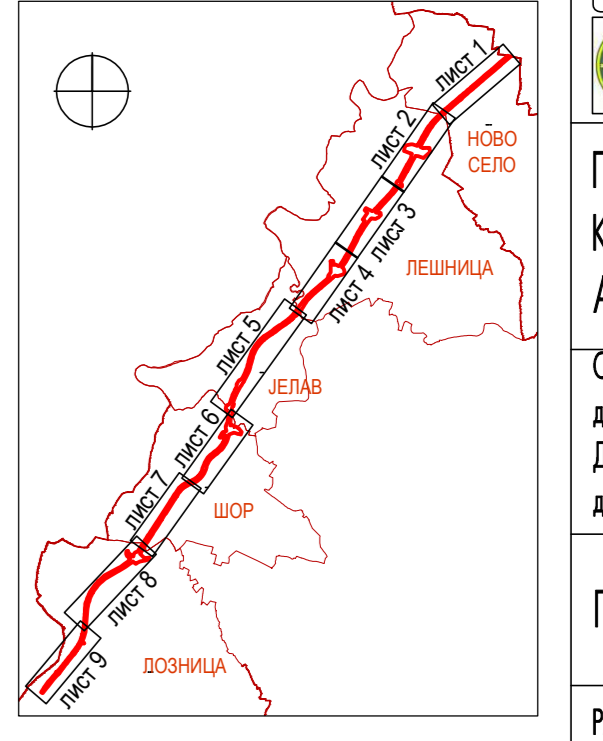 лист 1
лист 2
НОВО
СЕЛО
лист 3
ЛЕШНИЦА
лист 4
лист 5
ЈЕЛАВ
лист 6
ШОР
лист 7
лист 8
ЛОЗНИЦА
лист 9